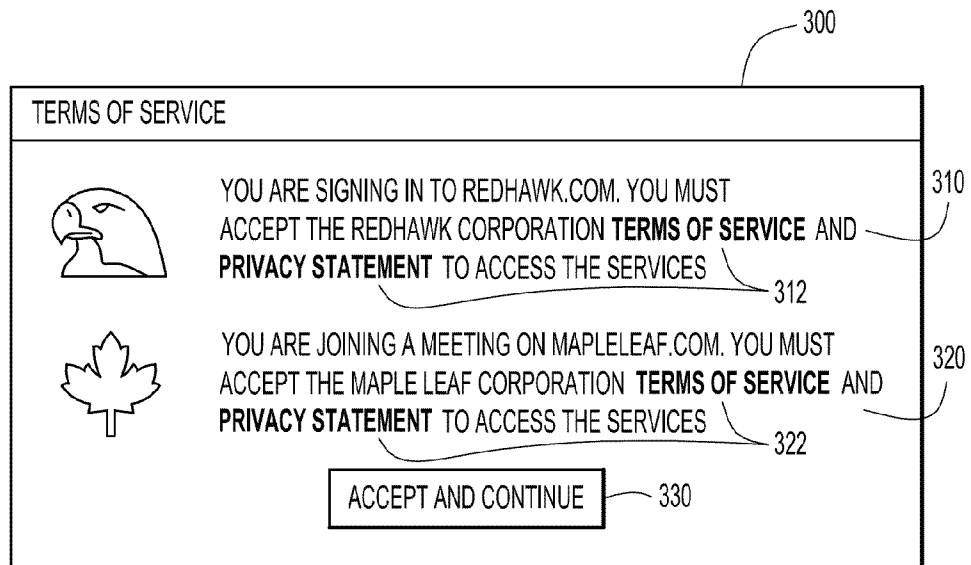 300
TERMS OF SERVICE
YOU ARE SIGNING IN TO REDHAWK.COM. YOU MUST
310
ACCEPT THE REDHAWK CORPORATION TERMS OF SERVICE AND
PRIVACY STATEMENT TO ACCESS THE SERVICES
312
YOU ARE JOINING A MEETING ON MAPLELEAF.COM. YOU MUST
320
ACCEPT THE MAPLE LEAF CORPORATION TERMS OF SERVICE AND
PRIVACY STATEMENT TO ACCESS THE SERVICES
322
ACCEPT AND CONTINUE
330